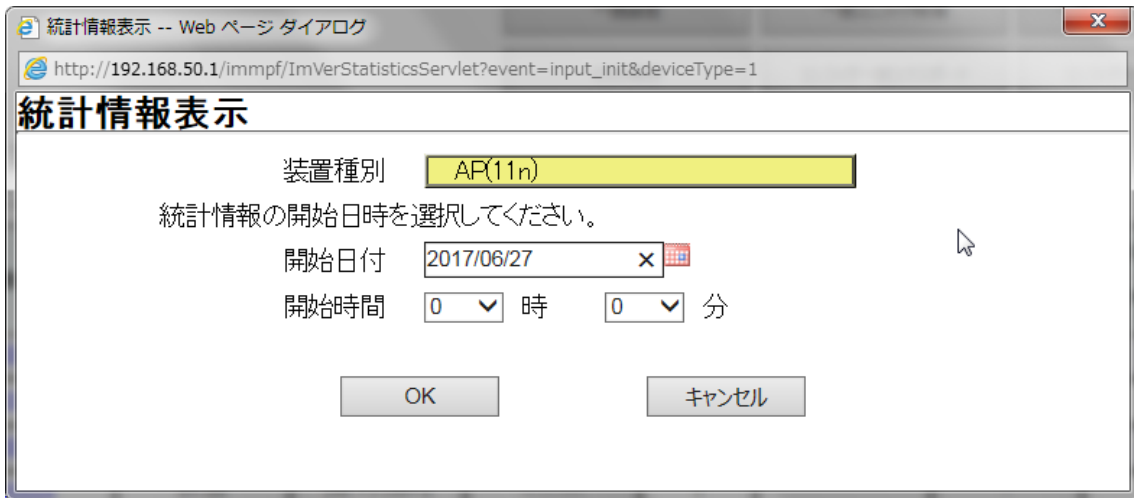 統計情報表示 -- Web ページ ダイアログ
http://192.168.50.1/immpf/ImVerStatisticsServlet?event=input_init&deviceType=1
統計情報表示
装置種別 AP(11n)
統計情報の開始日時を選択してください。
開始日付 2017/06/27
開始時間 0 時 0 分
OK キャンセル